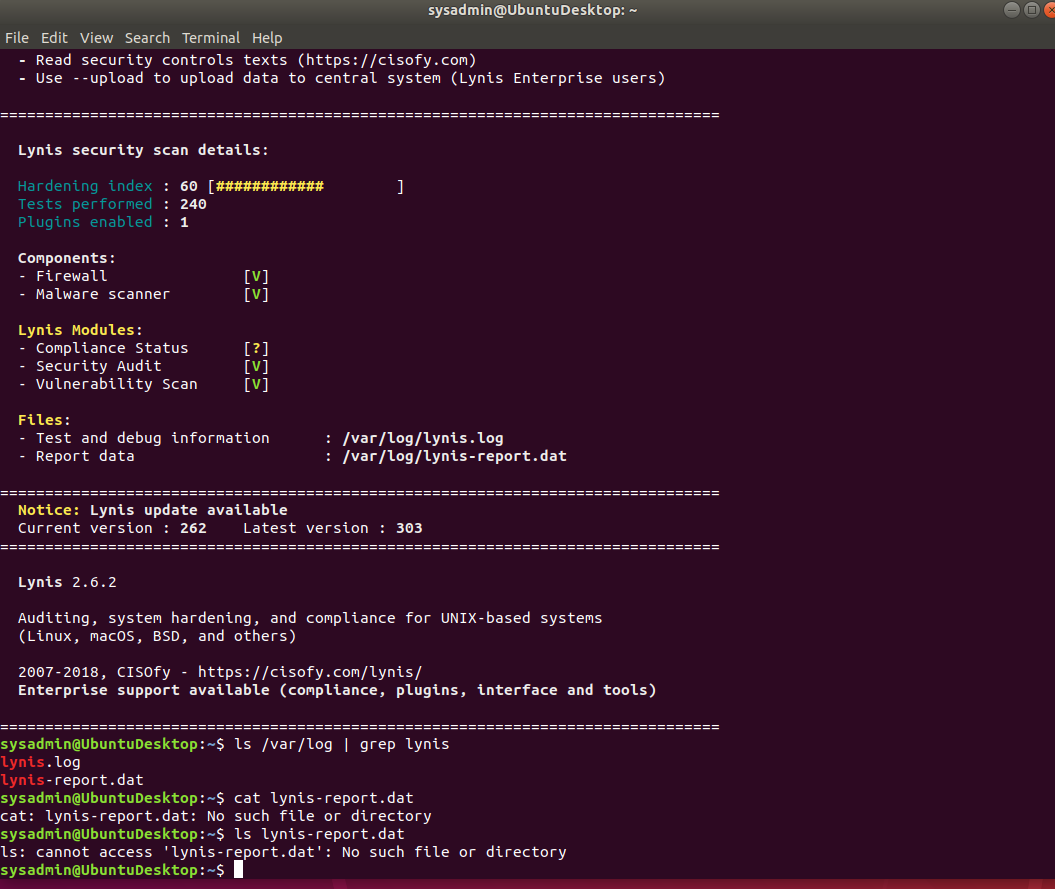 sysadmin@UbuntuDesktop: ~
File Edit View Search Terminal Help
- Read security controls texts (https://cisofy.com)
- Use --upload to upload data to central system (Lynis Enterprise users)
================================================================================
Lynis security scan details:
Hardening index : 60 [############        ]
Tests performed : 240
Plugins enabled : 1
Components:
- Firewall               [V]
- Malware scanner        [V]
Lynis Modules:
- Compliance Status      [?]
- Security Audit         [V]
- Vulnerability Scan     [V]
Files:
- Test and debug information      : /var/log/lynis.log
- Report data                     : /var/log/lynis-report.dat
================================================================================
Notice: Lynis update available
Current version : 262    Latest version : 303
================================================================================
Lynis 2.6.2
Auditing, system hardening, and compliance for UNIX-based systems
(Linux, macOS, BSD, and others)
2007-2018, CISOfy - https://cisofy.com/lynis/
Enterprise support available (compliance, plugins, interface and tools)
================================================================================
sysadmin@UbuntuDesktop:~$ ls /var/log | grep lynis
lynis.log
lynis-report.dat
sysadmin@UbuntuDesktop:~$ cat lynis-report.dat
cat: lynis-report.dat: No such file or directory
sysadmin@UbuntuDesktop:~$ ls lynis-report.dat
ls: cannot access 'lynis-report.dat': No such file or directory
sysadmin@UbuntuDesktop:~$